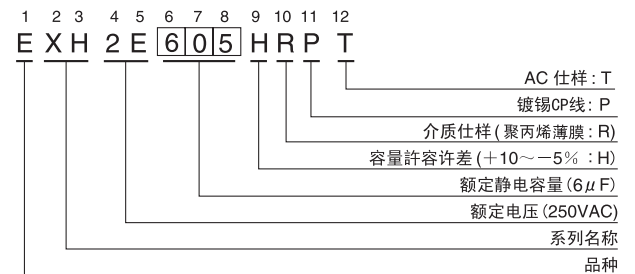 1 2 3 4 5 6 7 8 9 10 11 12
E X H 2 E 6 0 5 H R P T
AC 仕样: T
镀锡CP线: P
介质仕样(聚丙烯薄膜: R)
容量許容许差(+10～-5% : H)
额定静电容量(6μF)
额定电压(250VAC)
系列名称
品种